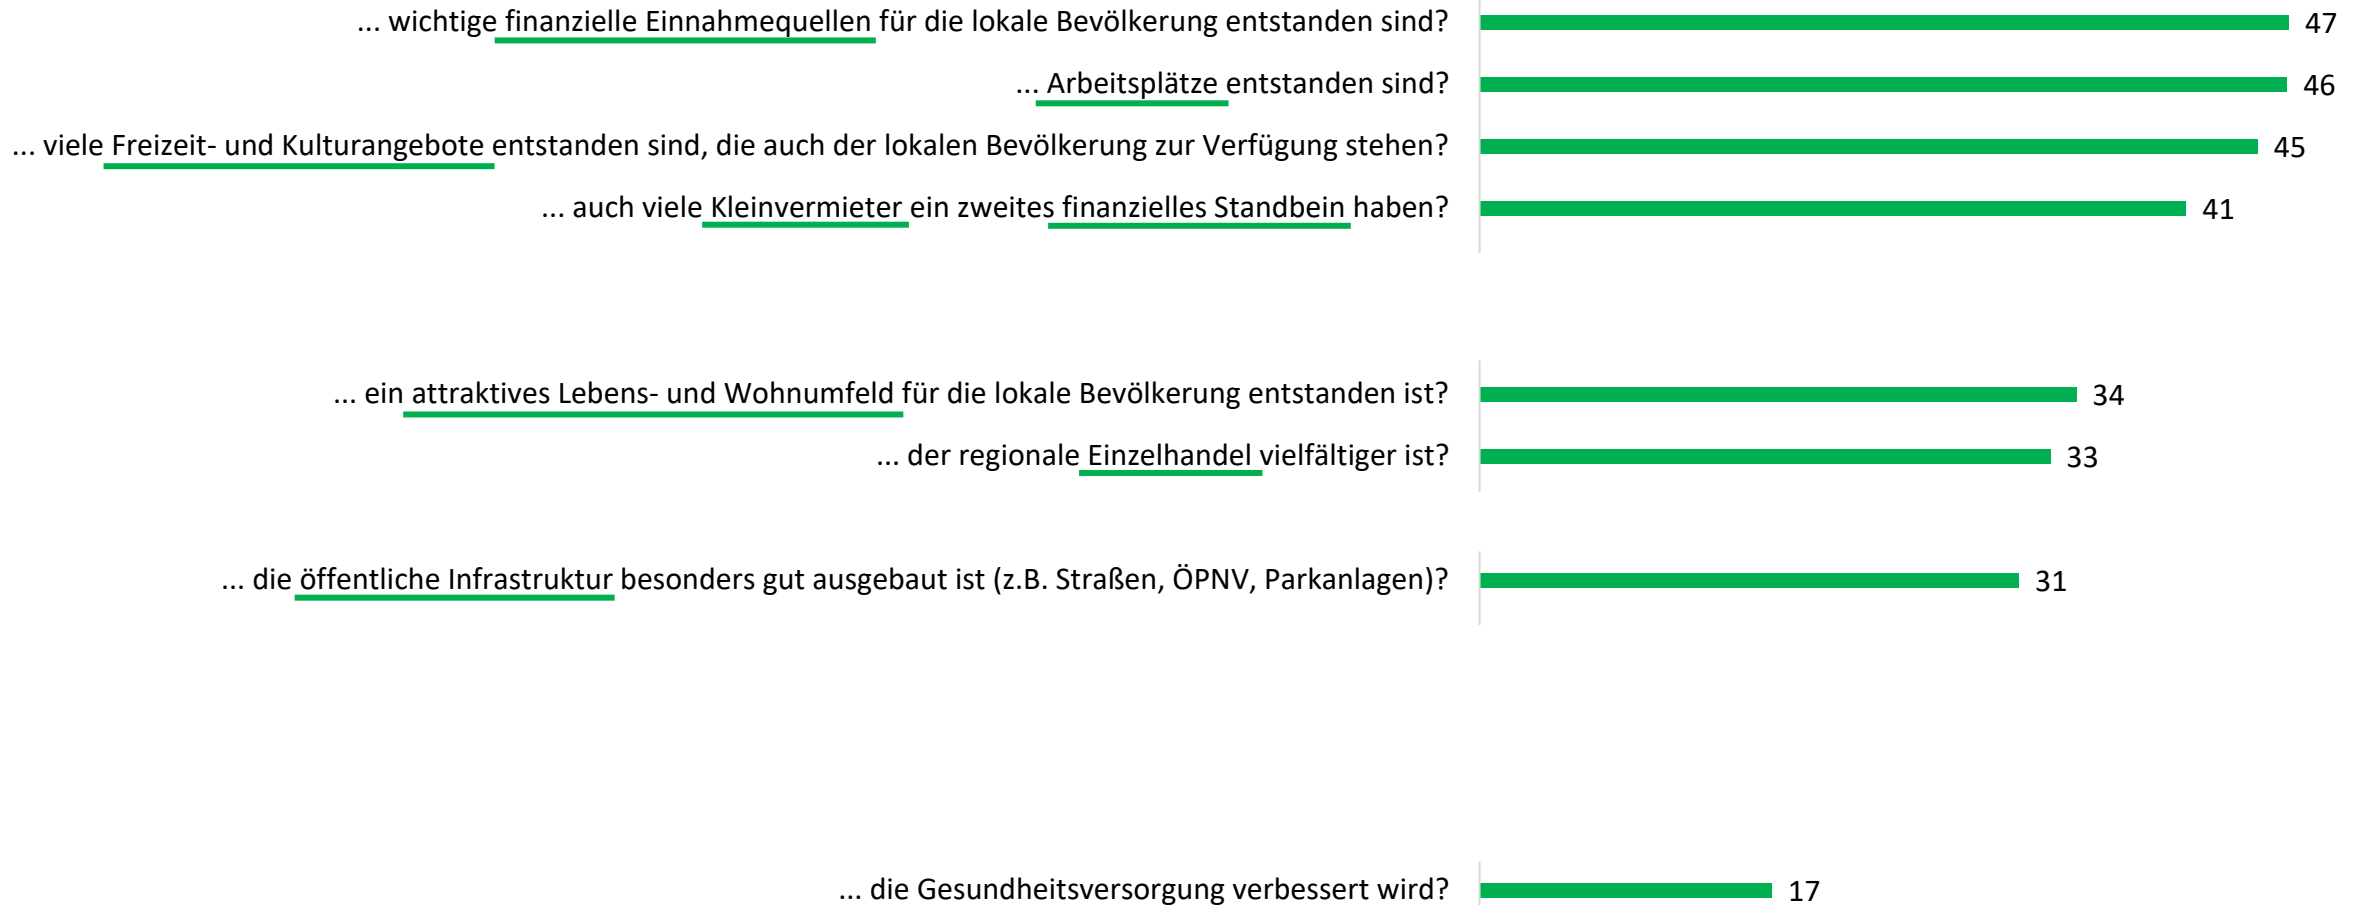 ... wichtige finanzielle Einnahmequellen für die lokale Bevölkerung entstanden sind? 47
... Arbeitsplätze entstanden sind? 46
... viele Freizeit- und Kulturangebote entstanden sind, die auch der lokalen Bevölkerung zur Verfügung stehen? 45
... auch viele Kleinvermieter ein zweites finanzielles Standbein haben? 41
... ein attraktives Lebens- und Wohnumfeld für die lokale Bevölkerung entstanden ist? 34
... der regionale Einzelhandel vielfältiger ist? 33
... die öffentliche Infrastruktur besonders gut ausgebaut ist (z.B. Straßen, ÖPNV, Parkanlagen)? 31
... die Gesundheitsversorgung verbessert wird? 17